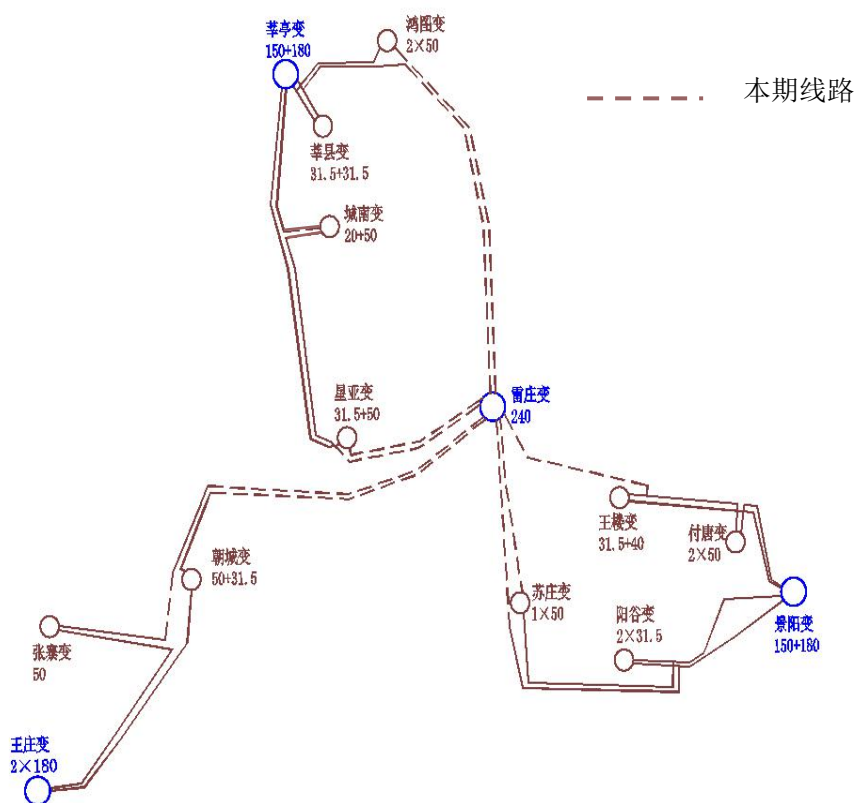 莘亭变
150+180
鸿图变
2×50
本期线路
莘县变
31.5+31.5
城南变
20+50
星亚变
31.5+50
雷庄变
240
王楼变
31.5+40
付唐变
2×50
朝城变
50+31.5
苏庄变
1×50
阳谷变
2×31.5
景阳变
150+180
张寨变
50
王庄变
2×180